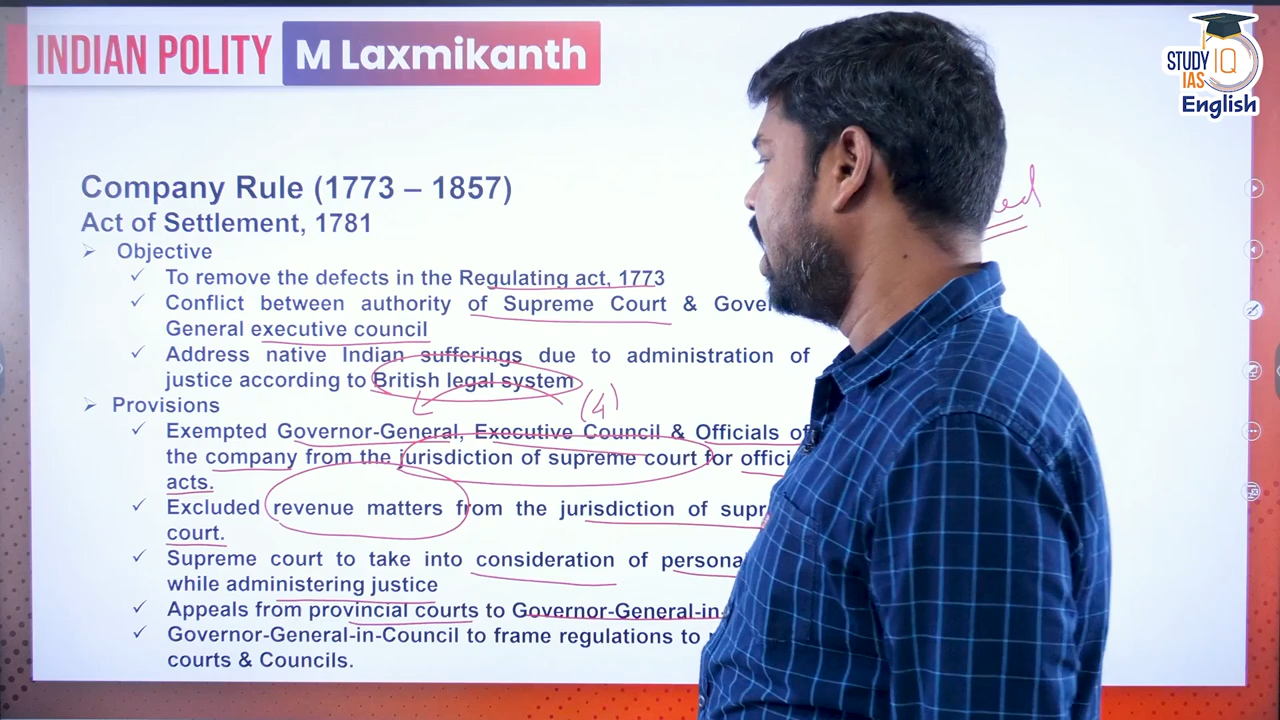 INDIAN POLITY M Laxmikanth
STUDY IQ
IAS
English
Company Rule (1773 – 1857)
Act of Settlement, 1781
➢ Objective
✓ To remove the defects in the Regulating act, 1773
✓ Conflict between authority of Supreme Court &
General executive council
✓ Address native Indian sufferings due to administration of
justice according to British legal system
(4)
➢ Provisions
✓ Exempted Governor-General, Executive Council & Officials of
the company from the jurisdiction of supreme court for
acts.
✓ Excluded revenue matters from the jurisdiction of
court.
✓ Supreme court to take into consideration of
while administering justice
✓ Appeals from provincial courts to Governor-General-in-
✓ Governor-General-in-Council to frame regulations to
courts & Councils.